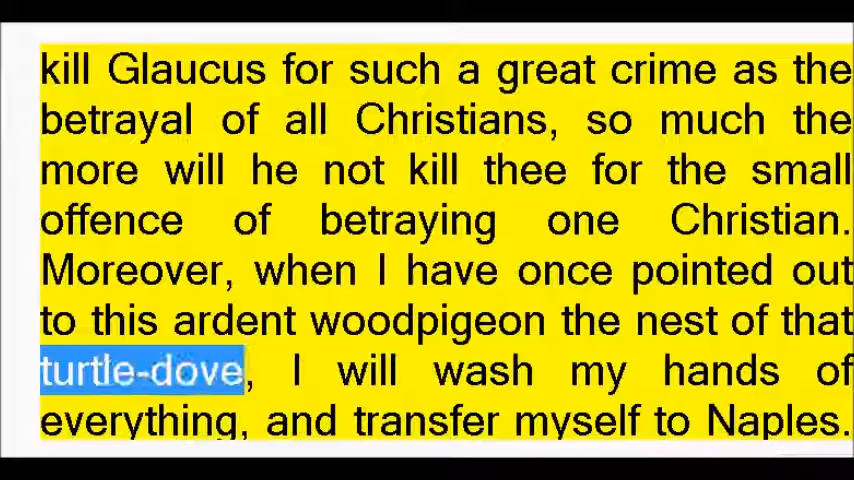 kill Glaucus for such a great crime as the
betrayal of all Christians, so much the
more will he not kill thee for the small
offence of betraying one Christian.
Moreover, when I have once pointed out
to this ardent woodpigeon the nest of that
turtle-dove, I will wash my hands of
everything, and transfer myself to Naples.